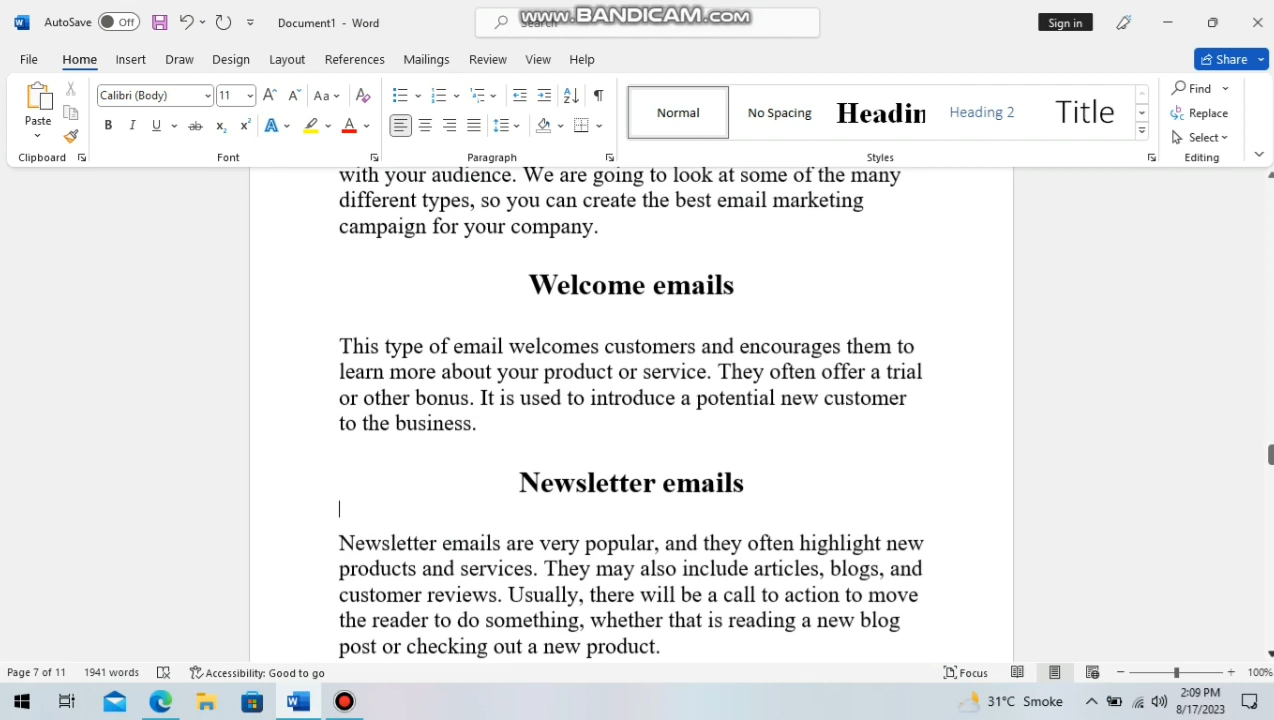 www.BANDICAM.com
AutoSave Off Document1 - Word Sign in
File Home Insert Draw Design Layout References Mailings Review View Help Share
Paste Calibri (Body) 11 Normal No Spacing Headin Heading 2 Title Find
Replace
Select
Clipboard Font Paragraph Styles Editing
with your audience. We are going to look at some of the many
different types, so you can create the best email marketing
campaign for your company.
Welcome emails
This type of email welcomes customers and encourages them to
learn more about your product or service. They often offer a trial
or other bonus. It is used to introduce a potential new customer
to the business.
Newsletter emails
Newsletter emails are very popular, and they often highlight new
products and services. They may also include articles, blogs, and
customer reviews. Usually, there will be a call to action to move
the reader to do something, whether that is reading a new blog
post or checking out a new product.
Page 7 of 11 1941 words Accessibility: Good to go Focus 100%
31°C Smoke 2:09 PM
8/17/2023